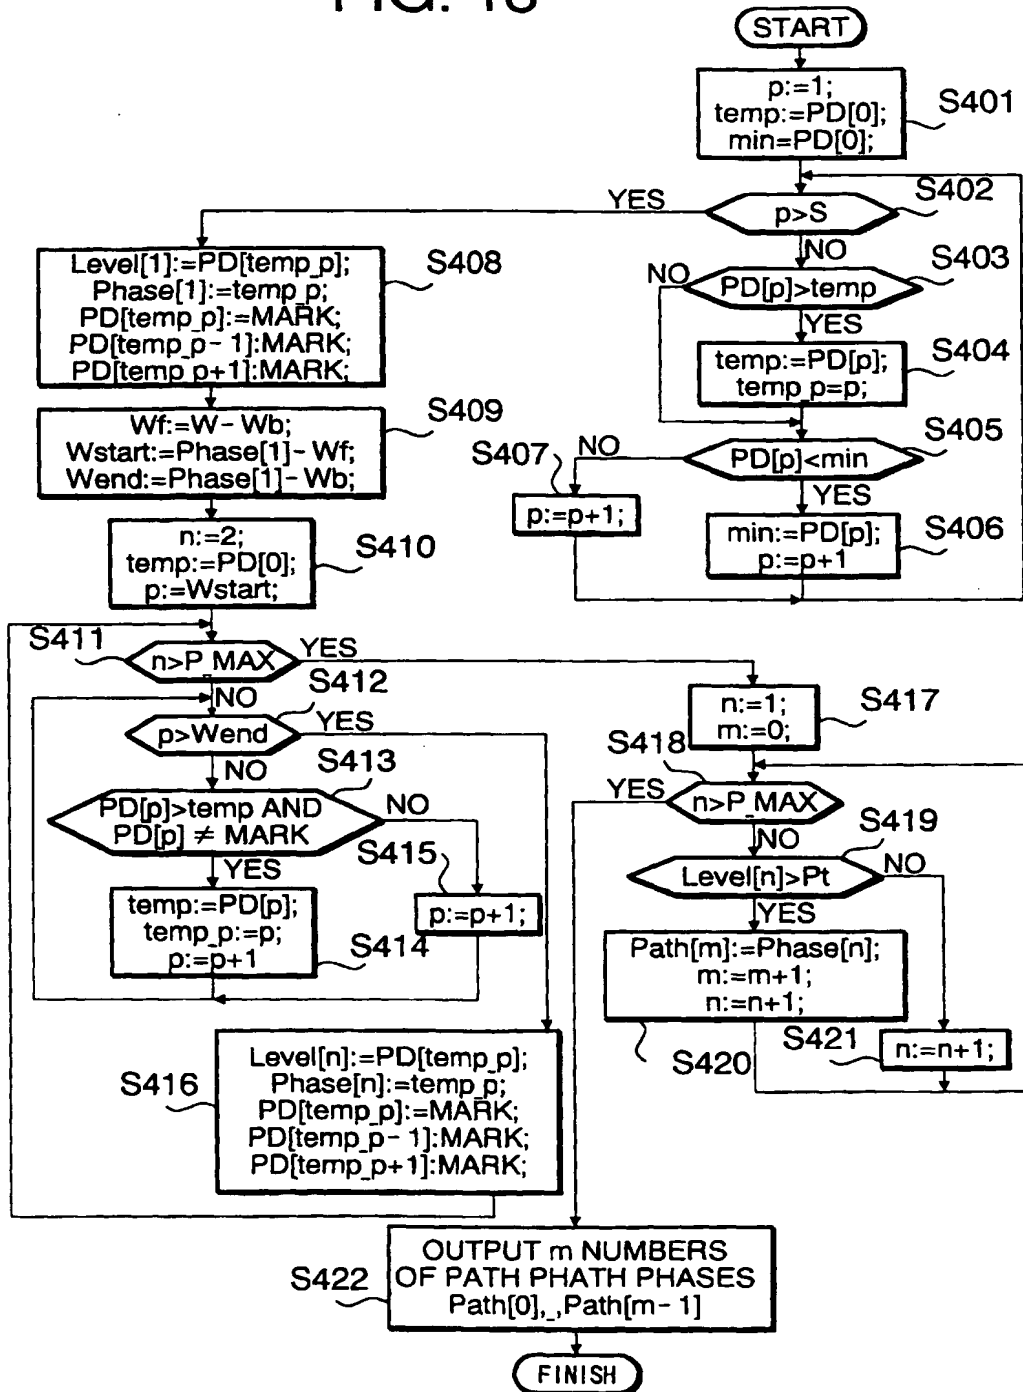 START
p:=1;
temp:=PD[0];
min=PD[0];
S401
p>S
S402
YES
NO
PD[p]>temp
S403
NO
YES
temp:=PD[p];
temp_p=p;
S404
PD[p]<min
S405
NO
YES
S407
p:=p+1;
min:=PD[p];
p:=p+1
S406
Level[1]:=PD[temp_p];
Phase[1]:=temp_p;
PD[temp_p]:=MARK;
PD[temp_p-1]:MARK;
PD[temp_p+1]:MARK;
S408
Wf:=W-Wb;
Wstart:=Phase[1]-Wf;
Wend:=Phase[1]-Wb;
S409
n:=2;
temp:=PD[0];
p:=Wstart;
S410
S411
n>P_MAX
YES
NO
S412
p>Wend
YES
NO
S413
PD[p]>temp AND
PD[p] ≠ MARK
NO
YES
S415
p:=p+1;
temp:=PD[p];
temp_p:=p;
p:=p+1
S414
S416
Level[n]:=PD[temp_p];
Phase[n]:=temp_p;
PD[temp_p]:=MARK;
PD[temp_p-1]:MARK;
PD[temp_p+1]:MARK;
n:=1;
m:=0;
S417
S418
n>P_MAX
YES
NO
S419
Level[n]>Pt
NO
YES
Path[m]:=Phase[n];
m:=m+1;
n:=n+1;
S420
S421
n:=n+1;
S422
OUTPUT m NUMBERS
OF PATH PHATH PHASES
Path[0],_,Path[m-1]
FINISH